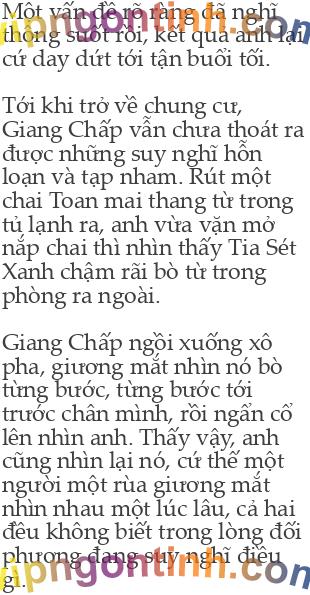 Một vấn đề rõ ràng đã nghĩ
thông suốt rồi, kết quả anh lại
cứ day dứt tới tận buổi tối.
Tới khi trở về chung cư,
Giang Chấp vẫn chưa thoát ra
được những suy nghĩ hỗn
loạn và tạp nham. Rút một
chai Toan mai thang từ trong
tủ lạnh ra, anh vừa vặn mở
nắp chai thì nhìn thấy Tia Sét
Xanh chậm rãi bò từ trong
phòng ra ngoài.
Giang Chấp ngồi xuống xô
pha, giương mắt nhìn nó bò
từng bước, từng bước tới
trước chân mình, rồi ngẩn cổ
lên nhìn anh. Thấy vậy, anh
cũng nhìn lại nó, cứ thế một
người một rùa giương mắt
nhìn nhau một lúc lâu, cả hai
đều không biết trong lòng đối
phương đang suy nghĩ điều
gì.